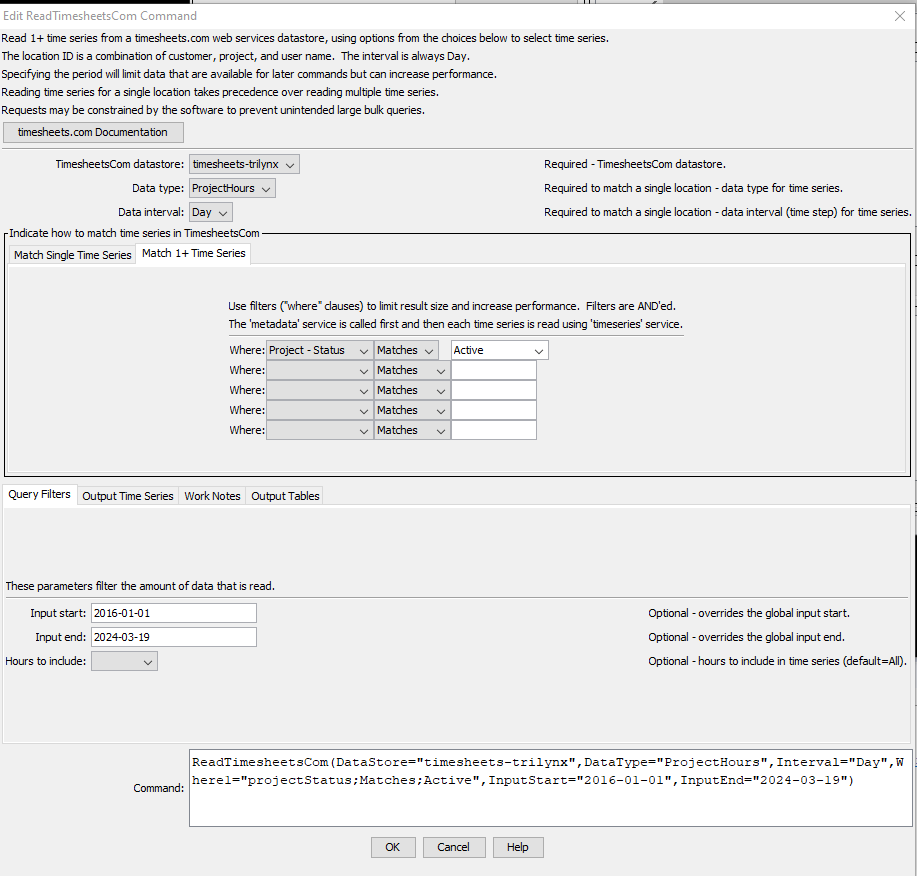 Edit ReadTimesheetsCom Command
Read 1+ time series from a timesheets.com web services datastore, using options from the choices below to select time series.
The location ID is a combination of customer, project, and user name.  The interval is always Day.
Specifying the period will limit data that are available for later commands but can increase performance.
Reading time series for a single location takes precedence over reading multiple time series.
Requests may be constrained by the software to prevent unintended large bulk queries.
timesheets.com Documentation
TimesheetsCom datastore: timesheets-trilynx Required - TimesheetsCom datastore.
Data type: ProjectHours Required to match a single location - data type for time series.
Data interval: Day Required to match a single location - data interval (time step) for time series.
Indicate how to match time series in TimesheetsCom
Match Single Time Series Match 1+ Time Series
Use filters ("where" clauses) to limit result size and increase performance.  Filters are AND'ed.
The 'metadata' service is called first and then each time series is read using 'timeseries' service.
Where: Project - Status Matches Active
Where: Matches
Where: Matches
Where: Matches
Where: Matches
Query Filters Output Time Series Work Notes Output Tables
These parameters filter the amount of data that is read.
Input start: 2016-01-01 Optional - overrides the global input start.
Input end: 2024-03-19 Optional - overrides the global input end.
Hours to include: Optional - hours to include in time series (default=All).
Command:
ReadTimesheetsCom(DataStore="timesheets-trilynx",DataType="ProjectHours",Interval="Day",W
here1="projectStatus;Matches;Active",InputStart="2016-01-01",InputEnd="2024-03-19")
OK Cancel Help